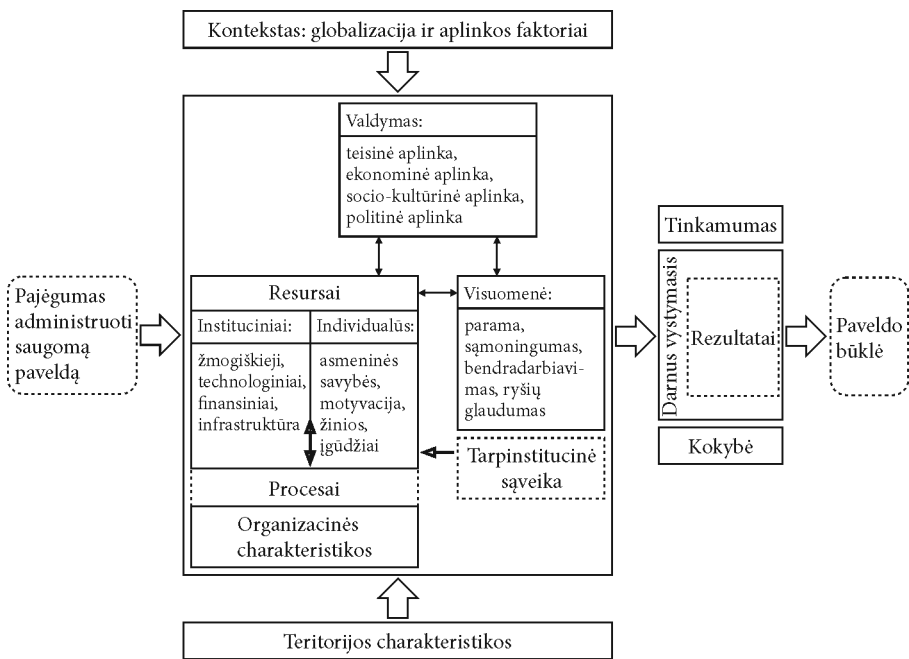 Kontekstas: globalizacija ir aplinkos faktoriai
Valdymas:
teisinė aplinka,
ekonominė aplinka,
socio-kultūrinė aplinka,
politinė aplinka
Pajėgumas
administruoti
saugomą
paveldą
Resursai
Instituciniai:
žmogiškieji,
technologiniai,
finansiniai,
infrastruktūra
Individualūs:
asmeninės
savybės,
motyvacija,
žinios,
įgūdžiai
Visuomenė:
parama,
sąmoningumas,
bendradarbiavi-
mas, ryšių
glaudumas
Tarpinstitucinė
sąveika
Procesai
Organizacinės
charakteristikos
Tinkamumas
Darnus vystymasis
Rezultatai
Kokybė
Paveldo
būklė
Teritorijos charakteristikos